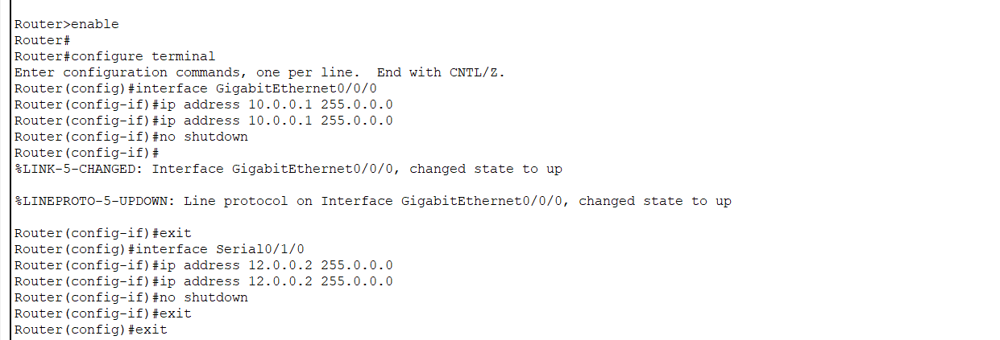 Router>enable
Router#
Router#configure terminal
Enter configuration commands, one per line.  End with CNTL/Z.
Router(config)#interface GigabitEthernet0/0/0
Router(config-if)#ip address 10.0.0.1 255.0.0.0
Router(config-if)#ip address 10.0.0.1 255.0.0.0
Router(config-if)#no shutdown
Router(config-if)#
%LINK-5-CHANGED: Interface GigabitEthernet0/0/0, changed state to up
%LINEPROTO-5-UPDOWN: Line protocol on Interface GigabitEthernet0/0/0, changed state to up
Router(config-if)#exit
Router(config)#interface Serial0/1/0
Router(config-if)#ip address 12.0.0.2 255.0.0.0
Router(config-if)#ip address 12.0.0.2 255.0.0.0
Router(config-if)#no shutdown
Router(config-if)#exit
Router(config)#exit